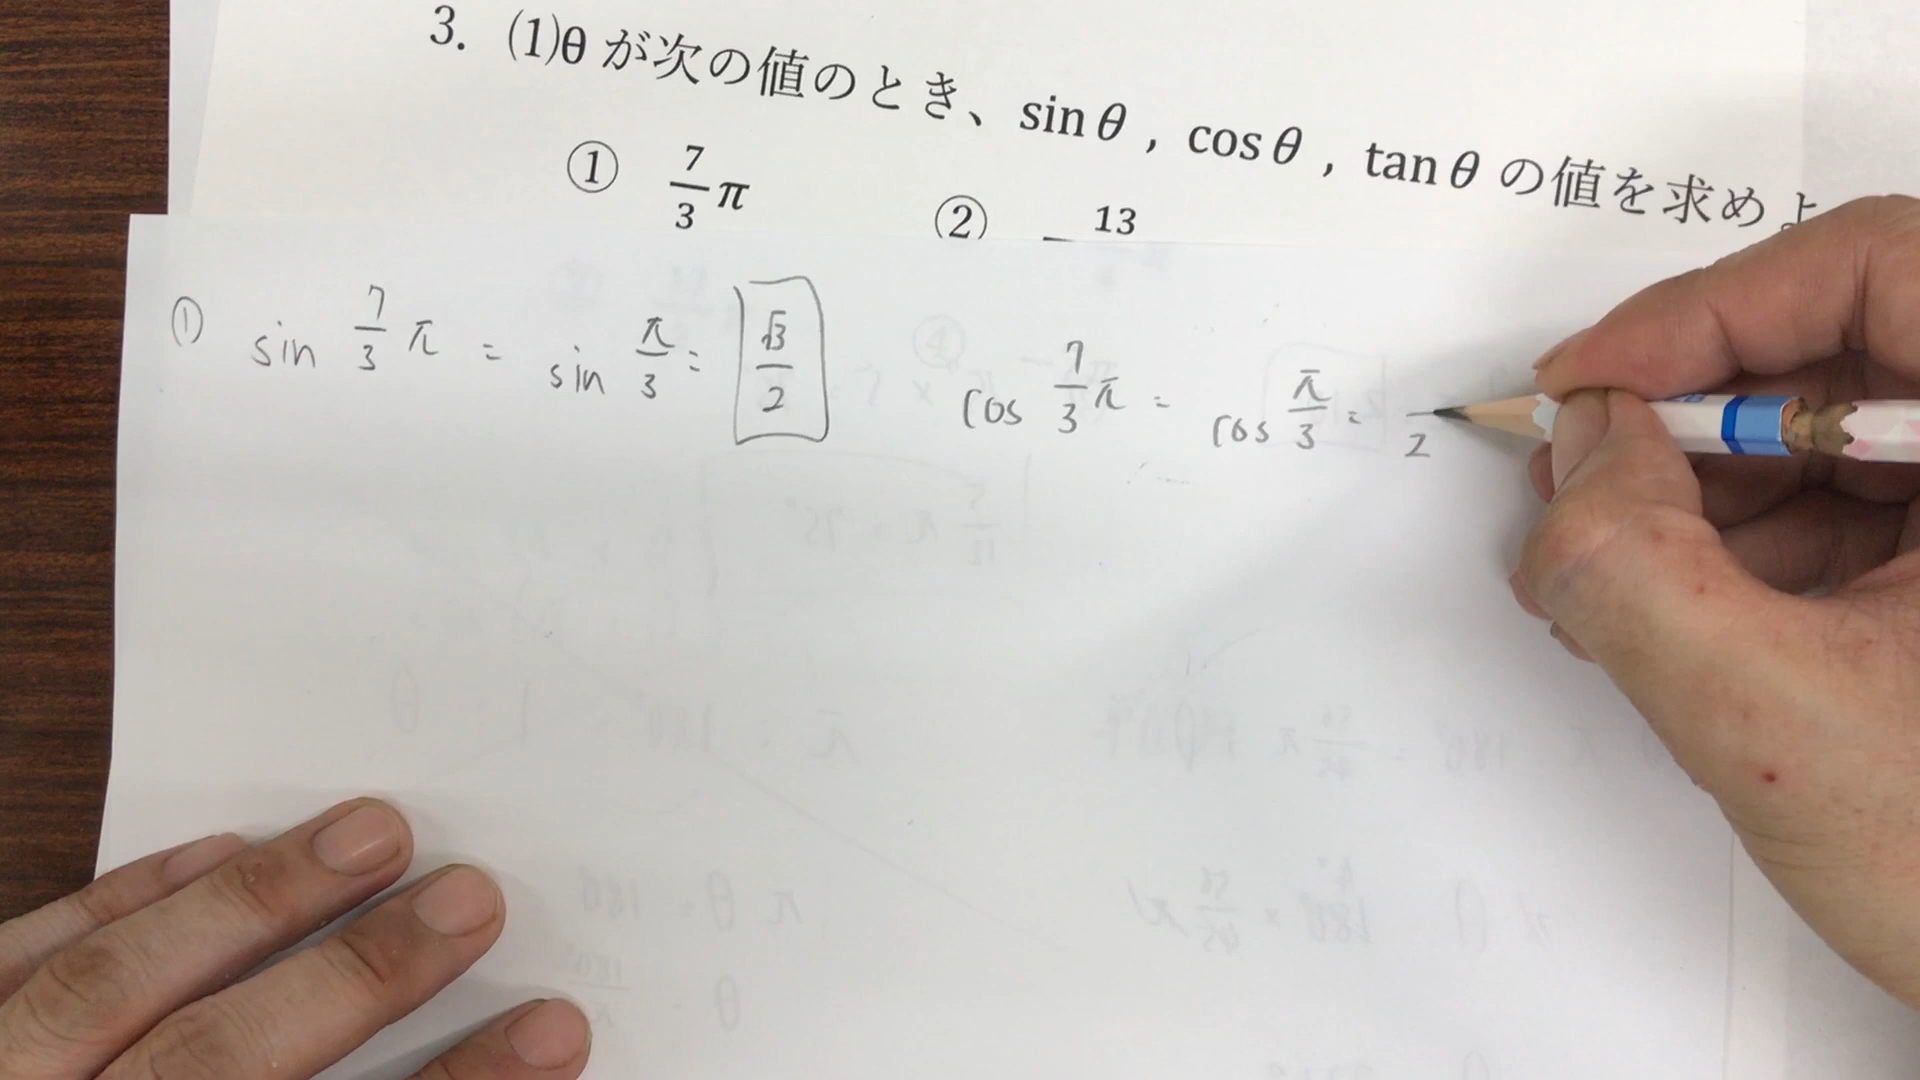 3. (1)θ が次の値のとき、sin θ , cos θ , tan θ の値を求めよ
① 7/3 π ② − 13
① sin 7/3 π = sin π/3 = √3/2 cos 7/3 π = cos π/3 = /2